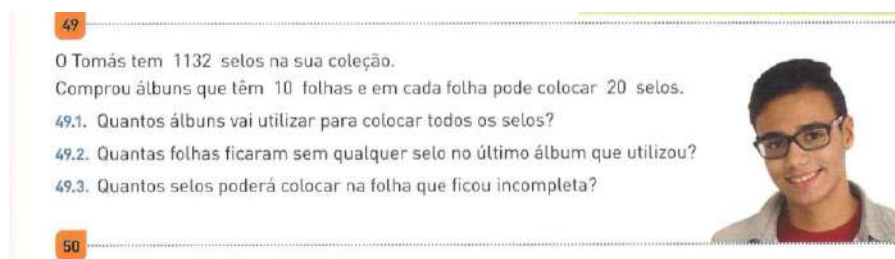 49
O Tomás tem 1132 selos na sua coleção.
Comprou álbuns que têm 10 folhas e em cada folha pode colocar 20 selos.
49.1. Quantos álbuns vai utilizar para colocar todos os selos?
49.2. Quantas folhas ficaram sem qualquer selo no último álbum que utilizou?
49.3. Quantos selos poderá colocar na folha que ficou incompleta?
50